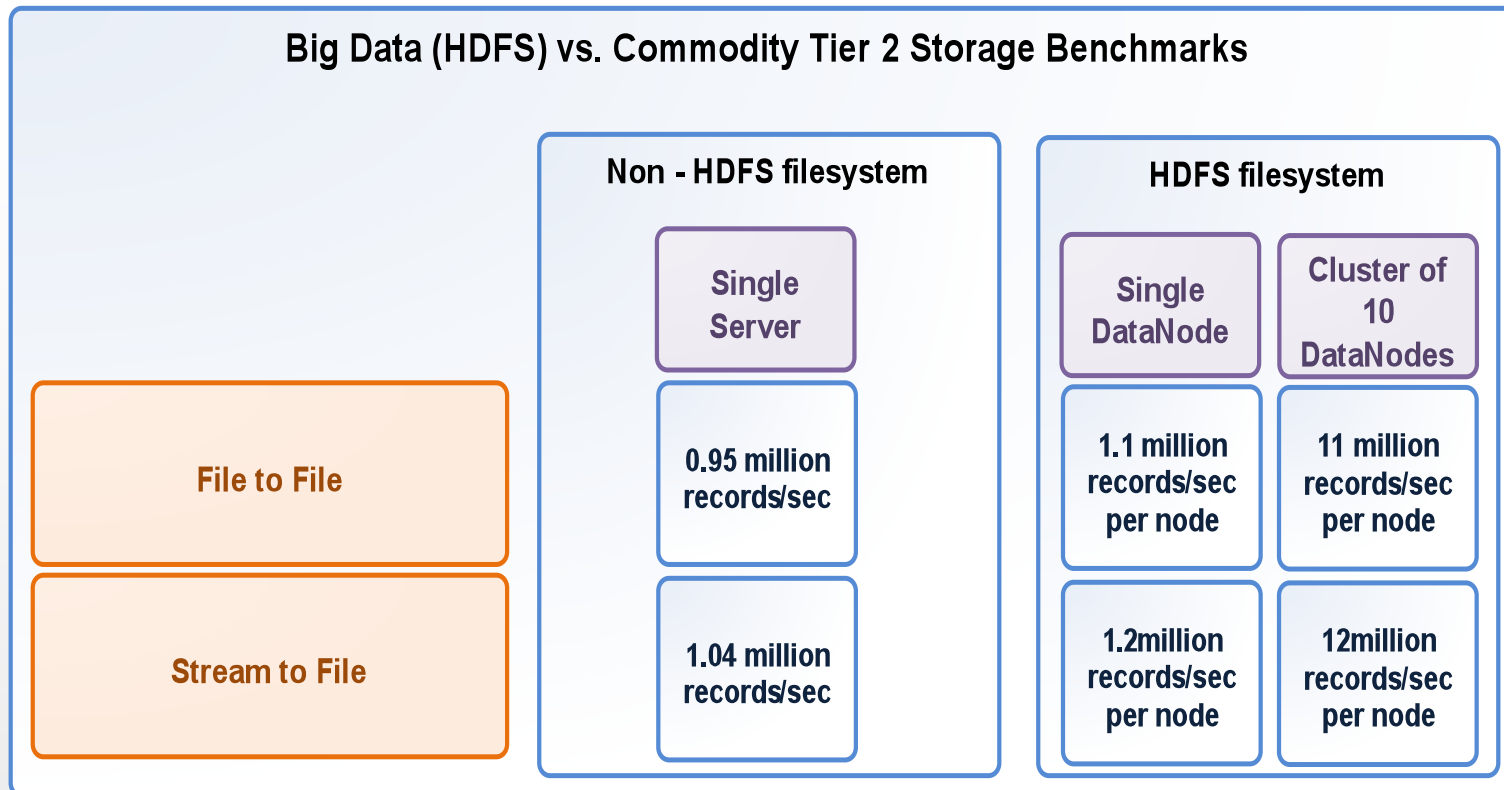 Big Data (HDFS) vs. Commodity Tier 2 Storage Benchmarks
Non - HDFS filesystem
HDFS filesystem
Single
Server
Single
DataNode
Cluster of
10
DataNodes
File to File
0.95 million
records/sec
1.1 million
records/sec
per node
11 million
records/sec
per node
Stream to File
1.04 million
records/sec
1.2million
records/sec
per node
12million
records/sec
per node